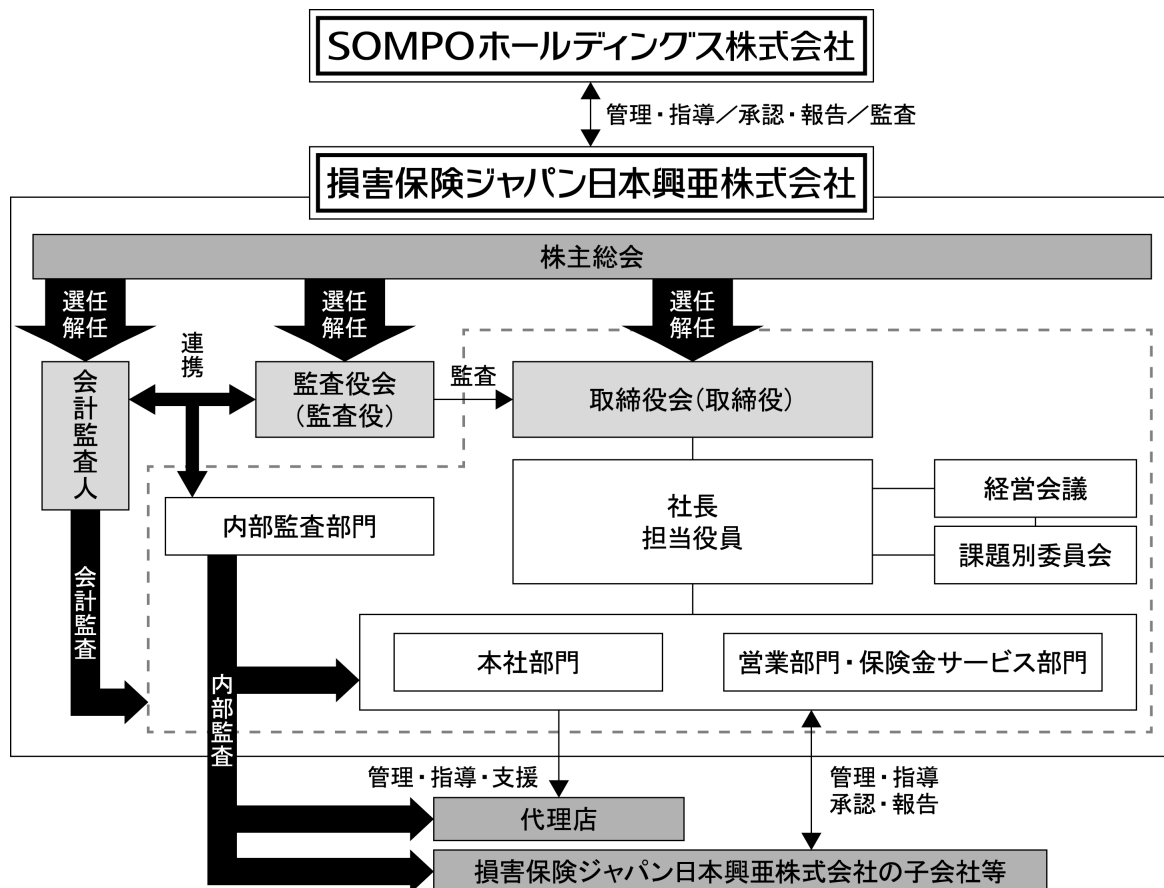 SOMPOホールディングス株式会社
管理・指導／承認・報告／監査
損害保険ジャパン日本興亜株式会社
株主総会
選任
解任
選任
解任
選任
解任
連携
会計監査人
監査役会
（監査役）
監査
取締役会（取締役）
内部監査部門
社長
担当役員
経営会議
課題別委員会
会計監査
本社部門
営業部門・保険金サービス部門
内部監査
管理・指導・支援
管理・指導
承認・報告
代理店
損害保険ジャパン日本興亜株式会社の子会社等